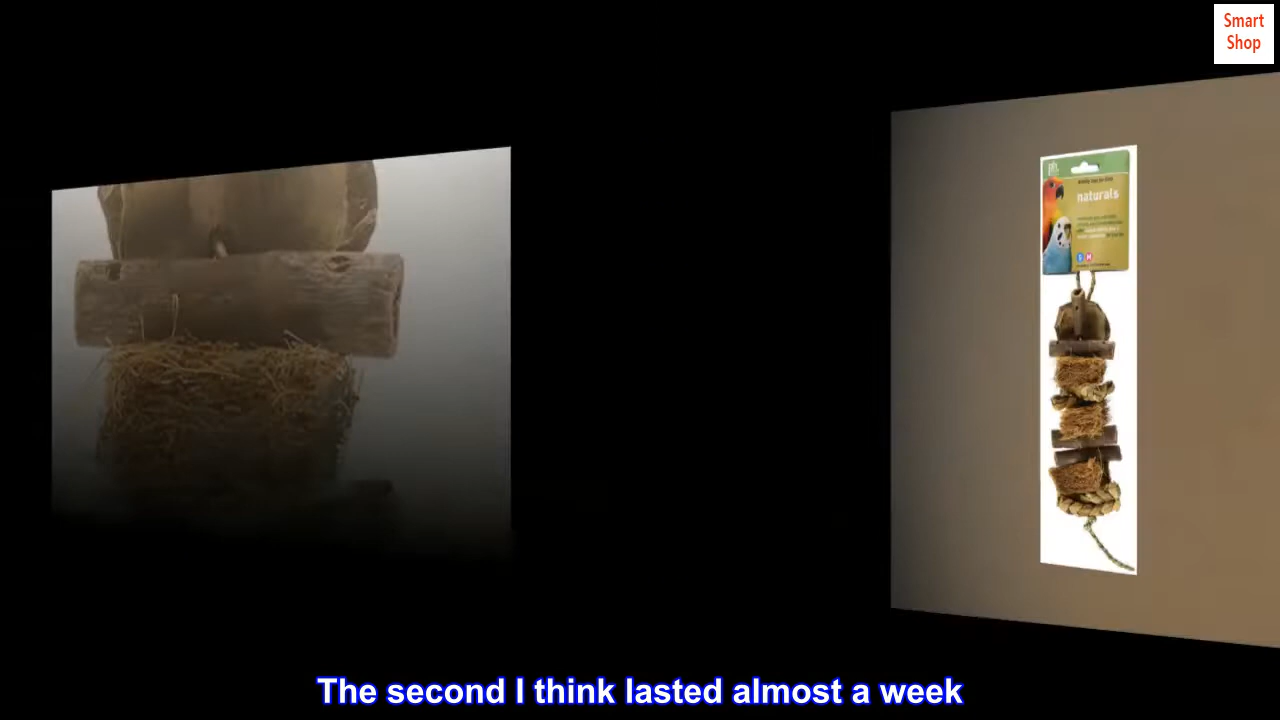 Smart
Shop
naturals
S M
The second I think lasted almost a week